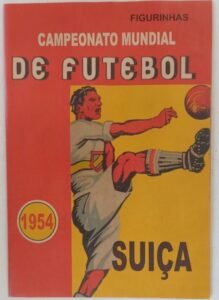 FIGURINHAS
CAMPEONATO MUNDIAL
DE FUTEBOL
1954
SUIÇA